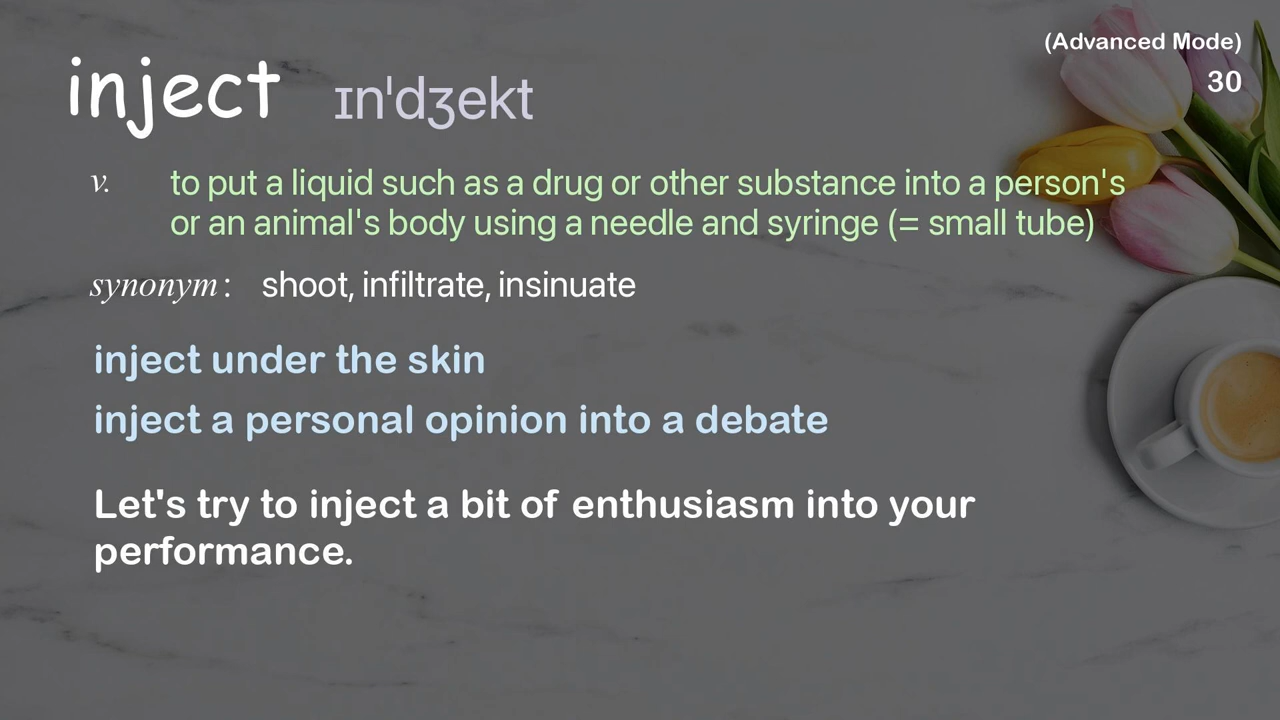 (Advanced Mode)
30
inject ɪn'dʒekt
v. to put a liquid such as a drug or other substance into a person's
or an animal's body using a needle and syringe (= small tube)
synonym : shoot, infiltrate, insinuate
inject under the skin
inject a personal opinion into a debate
Let's try to inject a bit of enthusiasm into your
performance.